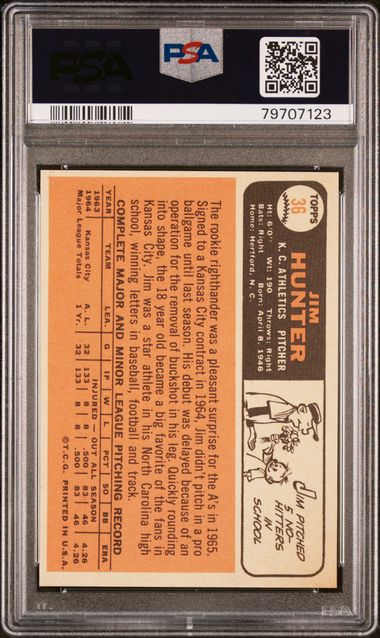 PSA
PSA
79707123
TOPPS
36
JIM
HUNTER
K. C. ATHLETICS PITCHER
Ht: 6'0" Wt: 190 Throws: Right
Bats: Right Born: April 8, 1946
Home: Hertford, N. C.
JIM PITCHED
5 NO-
HITTERS
IN
SCHOOL
The rookie righthander was a pleasant surprise for the A's in 1965.
Signed to a Kansas City contract in 1964, Jim didn't pitch in a pro
ballgame until last season. His debut was delayed because of an
operation for the removal of buckshot in his leg. Quickly rounding
into shape, the 18 year old became a big favorite of the fans in
Kansas City. Jim was a star athlete in his North Carolina high
school, winning letters in baseball, football and track.
COMPLETE MAJOR AND MINOR LEAGUE PITCHING RECORD
YEAR TEAM LEA. G IP W L PCT SO BB ERA
1963 INJURED — OUT ALL SEASON
1964 Kansas City A. L. 32 133 8 8 .500 83 46 4.26
Major League Totals 1 Yr. 32 133 8 8 .500 83 46 4.26
© T.C.G. PRINTED IN U.S.A.
PSA